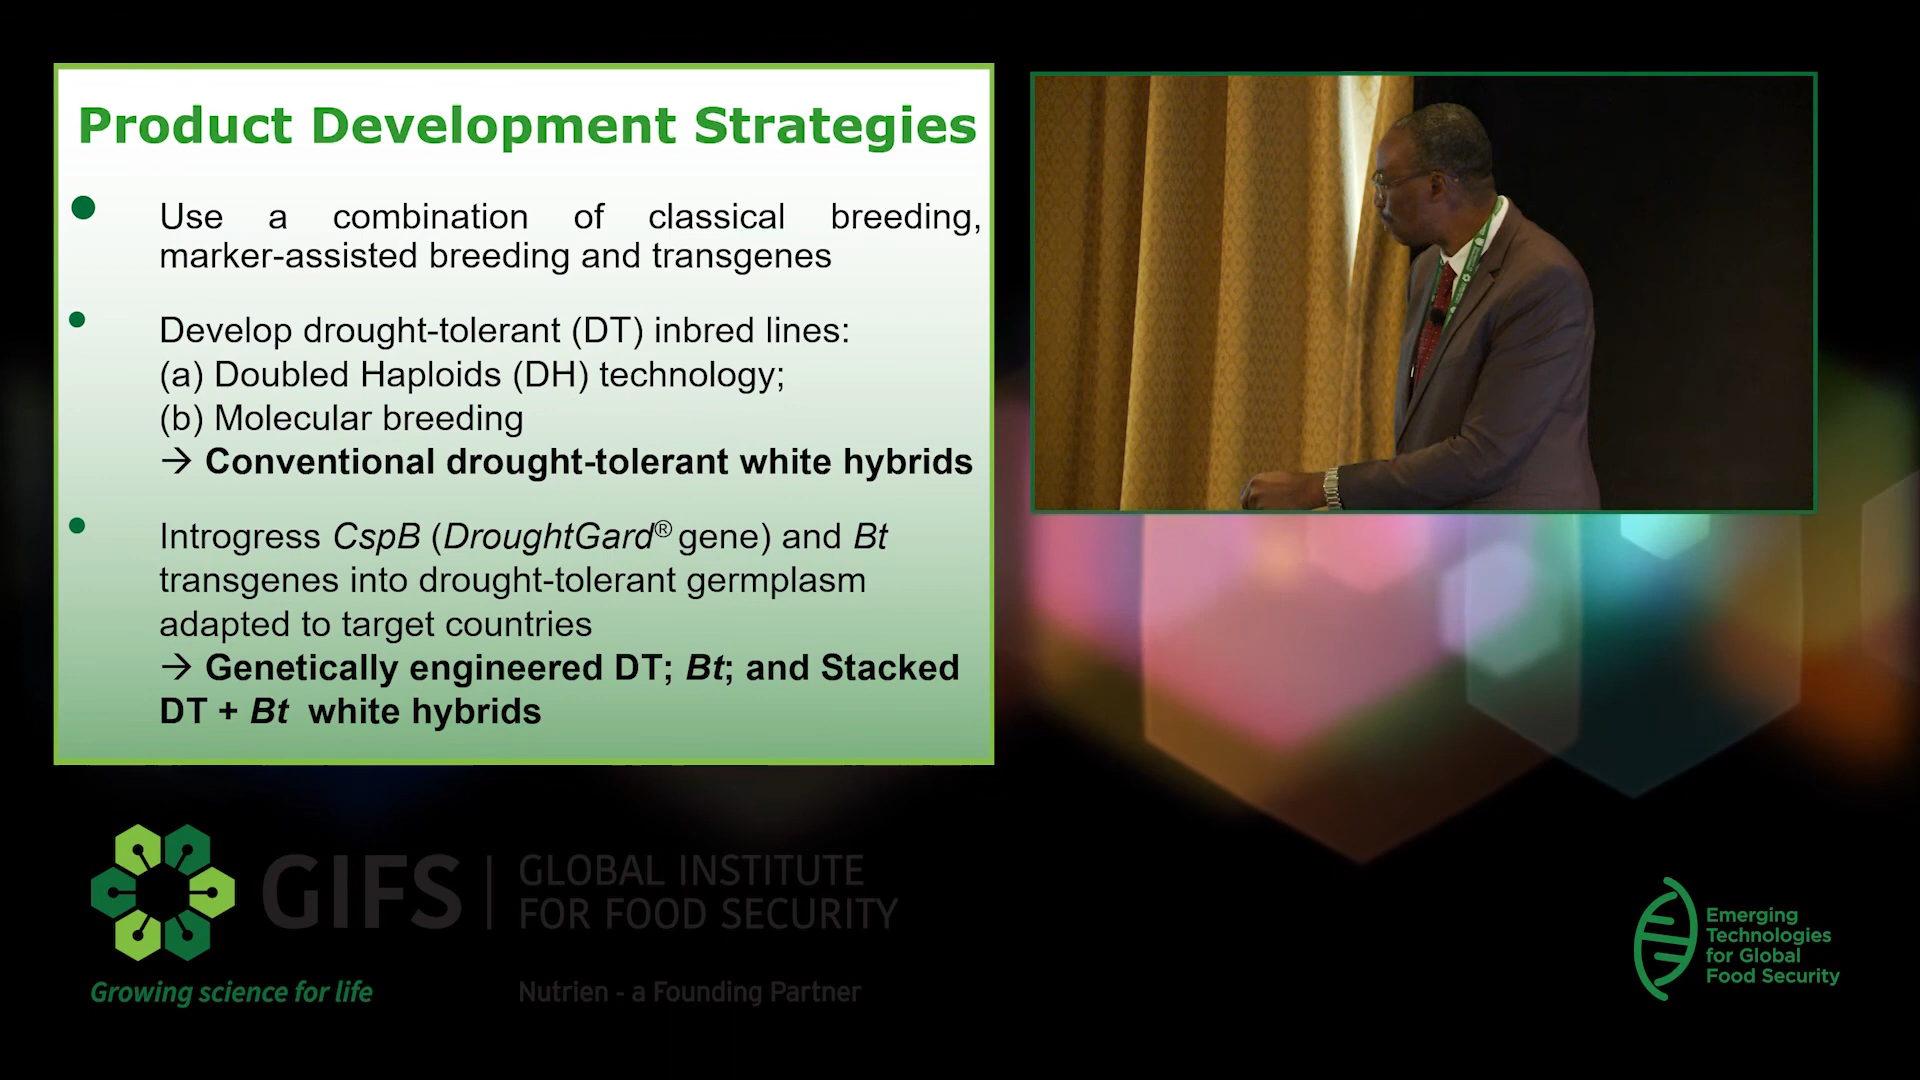 Product Development Strategies
• Use a combination of classical breeding,
marker-assisted breeding and transgenes
• Develop drought-tolerant (DT) inbred lines:
(a) Doubled Haploids (DH) technology;
(b) Molecular breeding
→ Conventional drought-tolerant white hybrids
• Introgress CspB (DroughtGard® gene) and Bt
transgenes into drought-tolerant germplasm
adapted to target countries
→ Genetically engineered DT; Bt; and Stacked
DT + Bt white hybrids
GIFS
GLOBAL INSTITUTE
FOR FOOD SECURITY
Growing science for life
Nutrien - a Founding Partner
Emerging
Technologies
for Global
Food Security